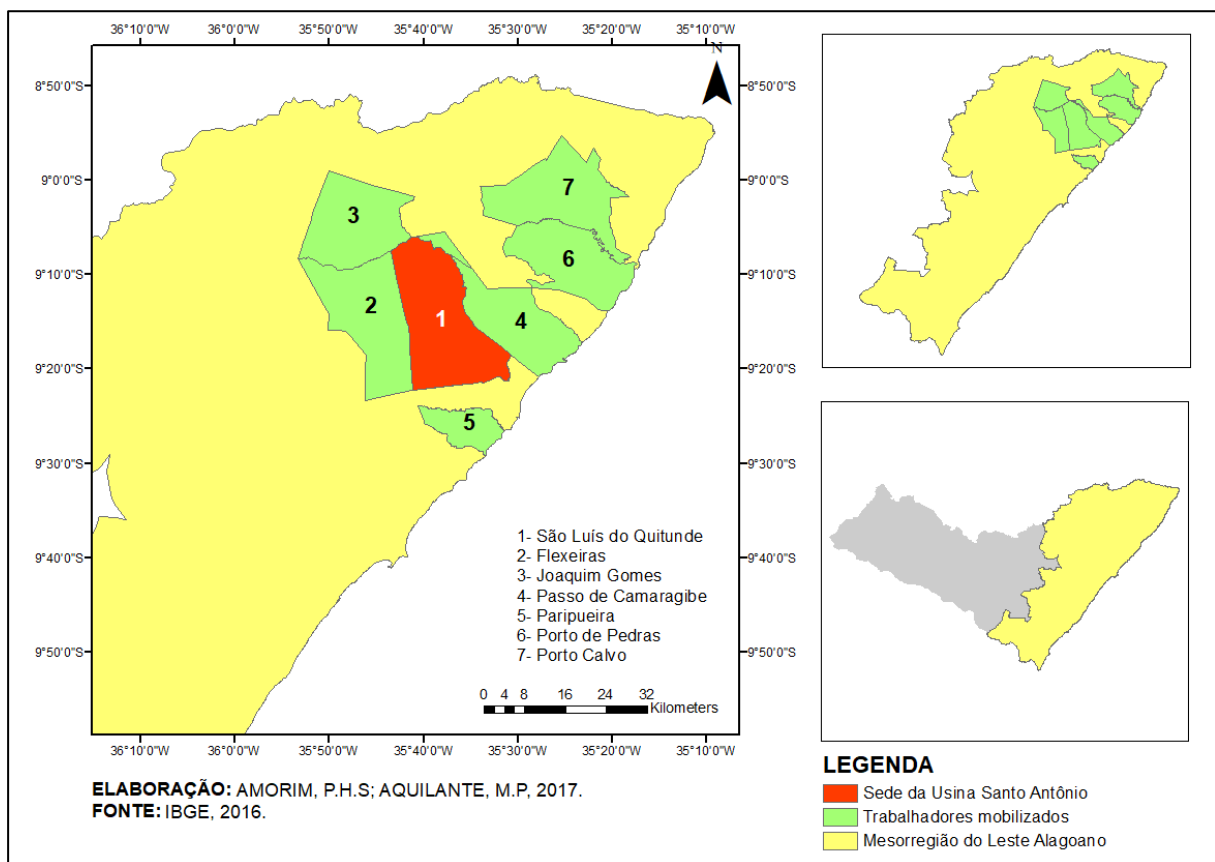 36°10'0"W 36°0'0"W 35°50'0"W 35°40'0"W 35°30'0"W 35°20'0"W 35°10'0"W
N
8°50'0"S 8°50'0"S
9°0'0"S 9°0'0"S
9°10'0"S 9°10'0"S
9°20'0"S 9°20'0"S
9°30'0"S 9°30'0"S
9°40'0"S 9°40'0"S
9°50'0"S 9°50'0"S
7
3
6
2
1
4
5
1- São Luís do Quitunde
2- Flexeiras
3- Joaquim Gomes
4- Passo de Camaragibe
5- Paripueira
6- Porto de Pedras
7- Porto Calvo
0 4 8 16 24 32
Kilometers
36°10'0"W 36°0'0"W 35°50'0"W 35°40'0"W 35°30'0"W 35°20'0"W 35°10'0"W
ELABORAÇÃO: AMORIM, P.H.S; AQUILANTE, M.P, 2017.
FONTE: IBGE, 2016.
LEGENDA
Sede da Usina Santo Antônio
Trabalhadores mobilizados
Mesorregião do Leste Alagoano